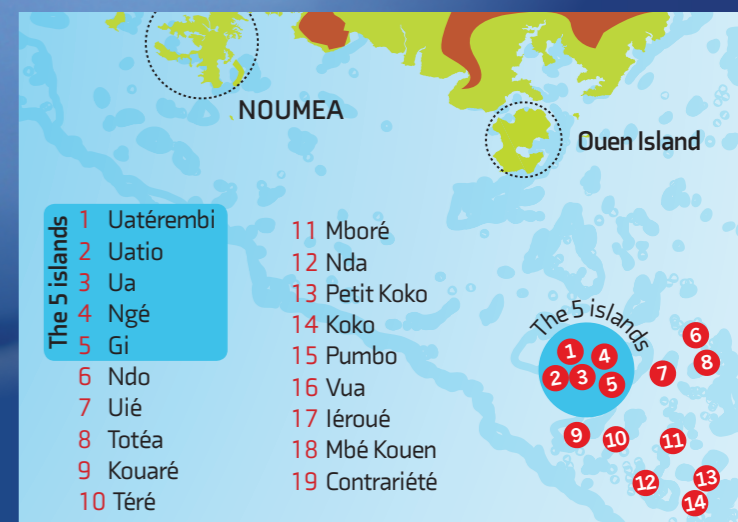 NOUMEA
Ouen Island
The 5 islands
1 Uatérembi
2 Uatio
3 Ua
4 Ngé
5 Gi
6 Ndo
7 Uié
8 Totéa
9 Kouaré
10 Téré
11 Mboré
12 Nda
13 Petit Koko
14 Koko
15 Pumbo
16 Vua
17 Iéroué
18 Mbé Kouen
19 Contrariété
The 5 islands
1
4
2 3 5
6
7 8
9 10 11
12 13
14